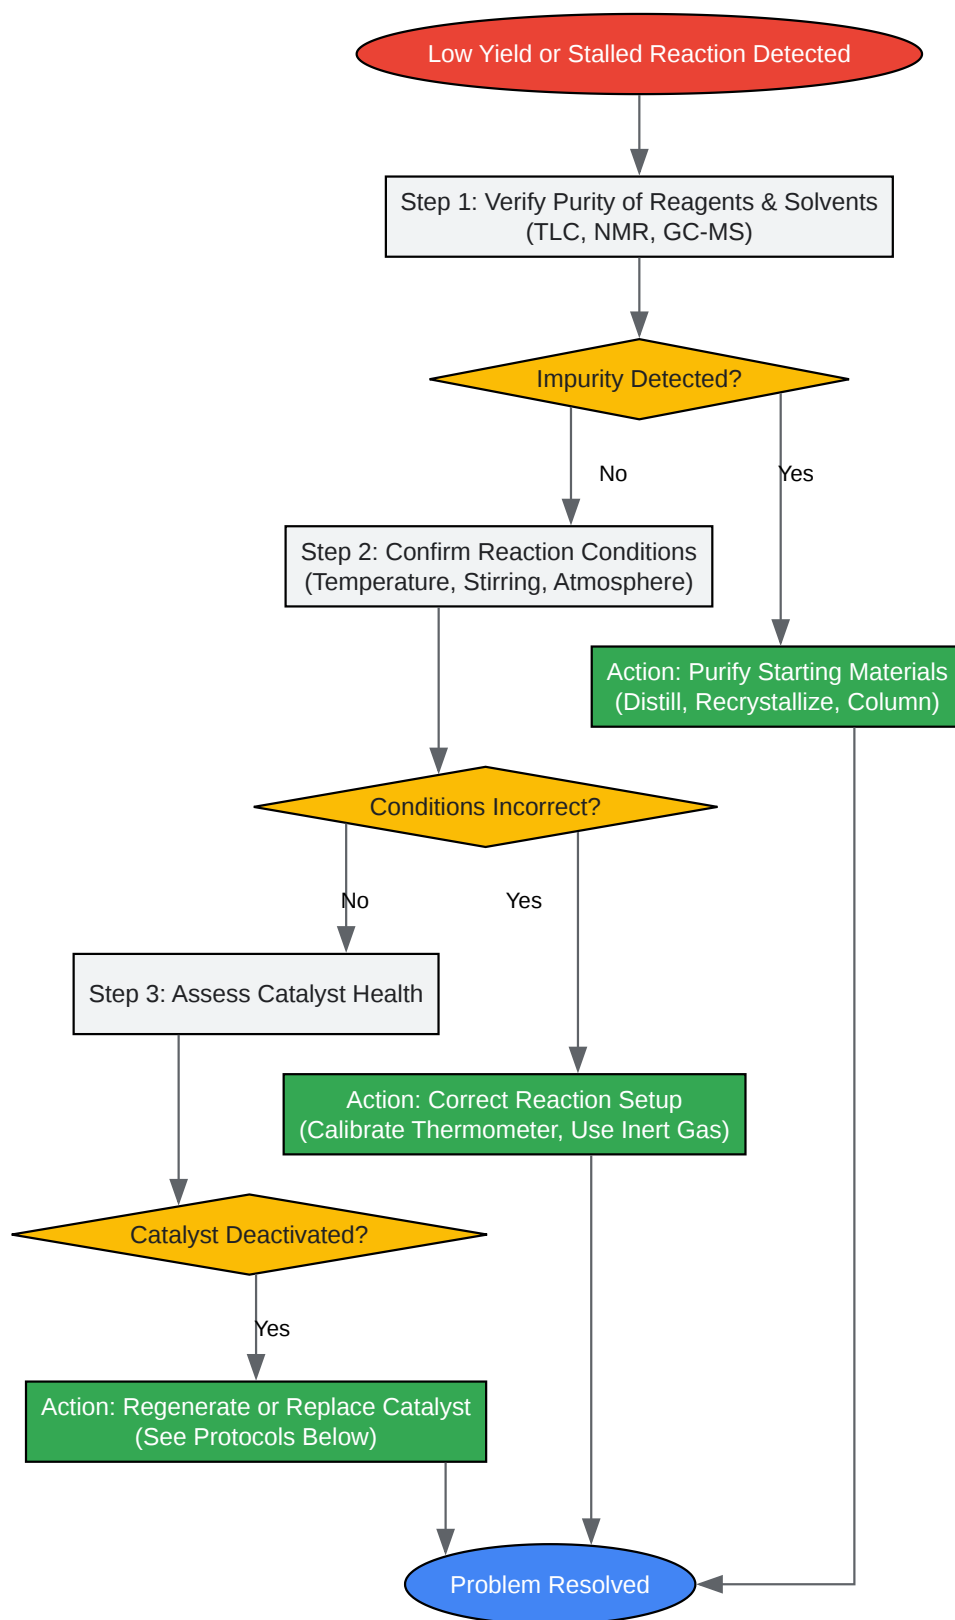 Low Yield or Stalled Reaction Detected
Step 1: Verify Purity of Reagents & Solvents
(TLC, NMR, GC-MS)
Impurity Detected?
No
Yes
Step 2: Confirm Reaction Conditions
(Temperature, Stirring, Atmosphere)
Action: Purify Starting Materials
(Distill, Recrystallize, Column)
Conditions Incorrect?
No
Yes
Step 3: Assess Catalyst Health
Action: Correct Reaction Setup
(Calibrate Thermometer, Use Inert Gas)
Catalyst Deactivated?
Yes
Action: Regenerate or Replace Catalyst
(See Protocols Below)
Problem Resolved